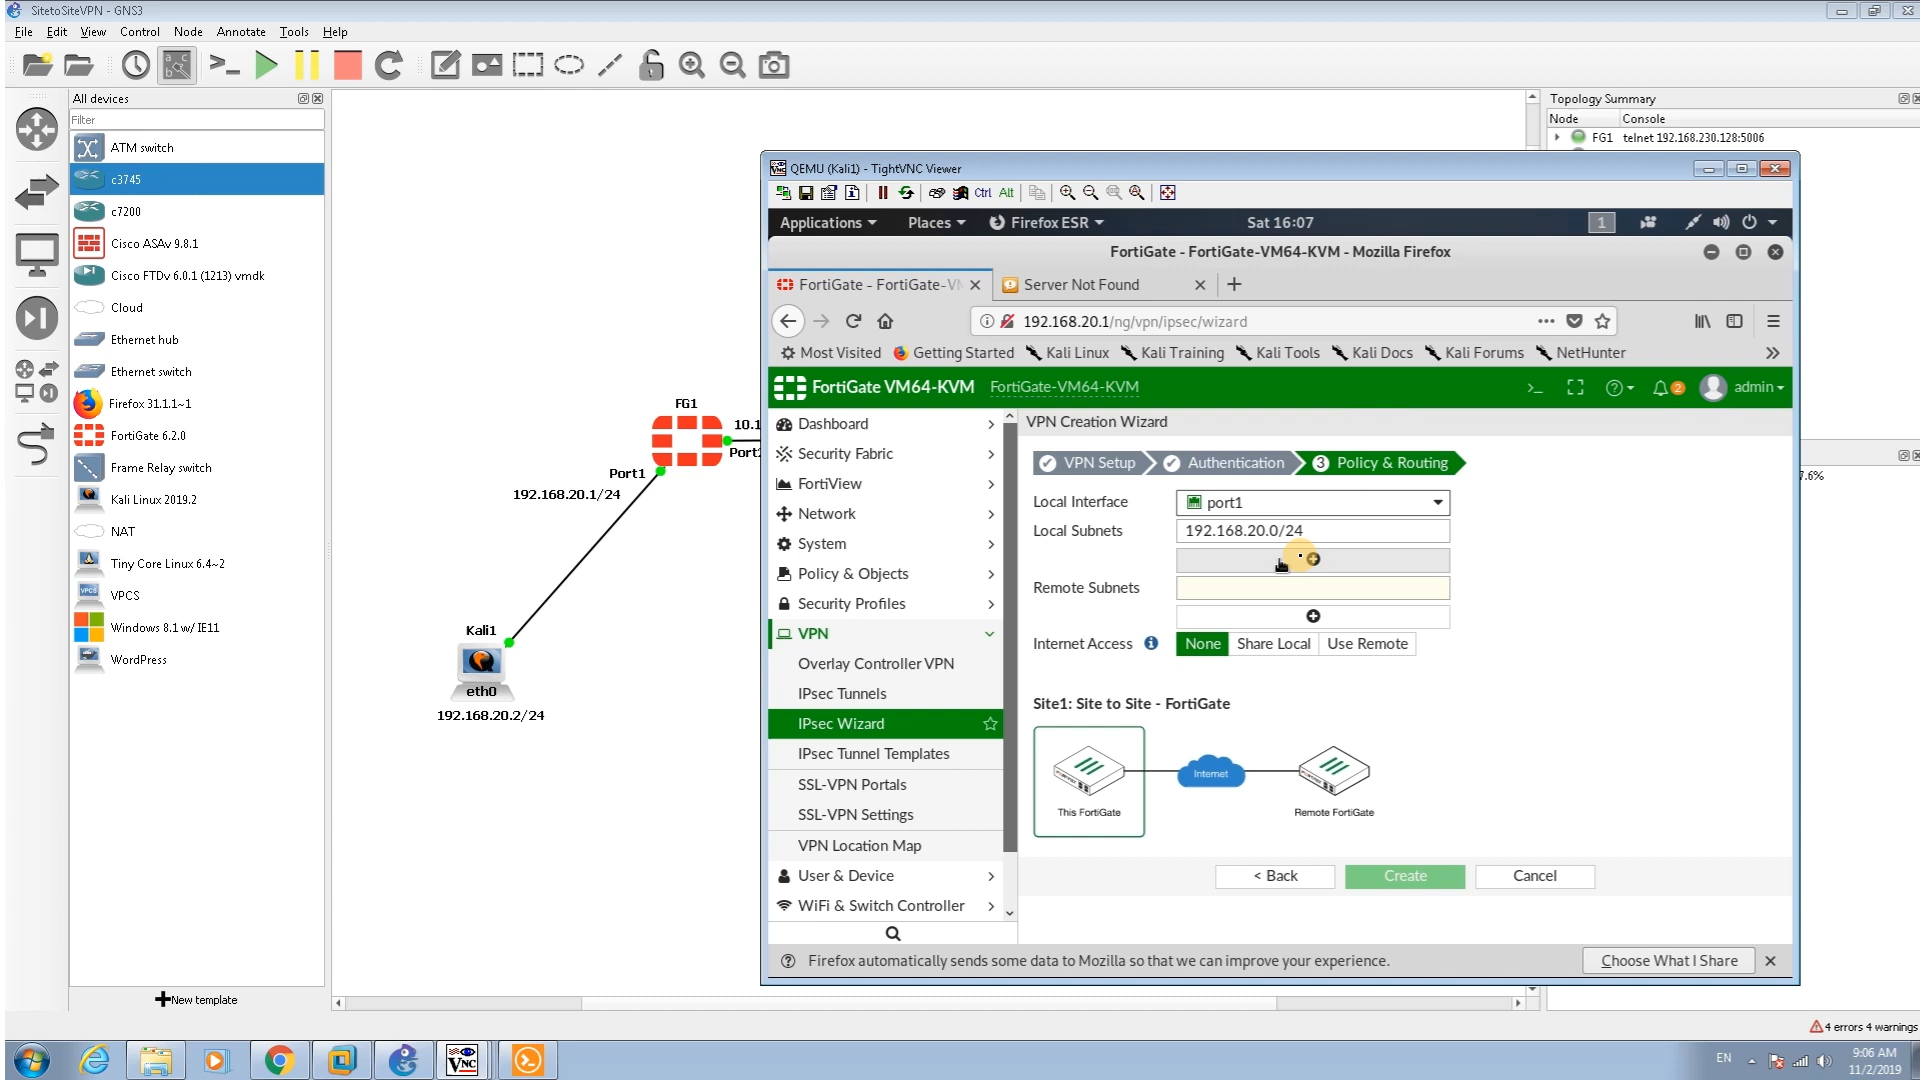 SitetoSiteVPN - GNS3
File Edit View Control Node Annotate Tools Help
All devices
Filter
ATM switch
c3745
c7200
Cisco ASAv 9.8.1
Cisco FTDv 6.0.1 (1213) vmdk
Cloud
Ethernet hub
Ethernet switch
Firefox 31.1.1~1
FortiGate 6.2.0
Frame Relay switch
Kali Linux 2019.2
NAT
Tiny Core Linux 6.4~2
VPCS
Windows 8.1 w/ IE11
WordPress
New template
FG1
10.1
Port1
192.168.20.1/24
Kali1
eth0
192.168.20.2/24
Topology Summary
Node Console
FG1 telnet 192.168.230.128:5006
7.6%
QEMU (Kali1) - TightVNC Viewer
Ctrl Alt
Applications Places Firefox ESR Sat 16:07 1
FortiGate - FortiGate-VM64-KVM - Mozilla Firefox
FortiGate - FortiGate-VM Server Not Found
192.168.20.1/ng/vpn/ipsec/wizard
Most Visited Getting Started Kali Linux Kali Training Kali Tools Kali Docs Kali Forums NetHunter
FortiGate VM64-KVM FortiGate-VM64-KVM 2 admin
Dashboard
Security Fabric
FortiView
Network
System
Policy & Objects
Security Profiles
VPN
Overlay Controller VPN
IPsec Tunnels
IPsec Wizard
IPsec Tunnel Templates
SSL-VPN Portals
SSL-VPN Settings
VPN Location Map
User & Device
WiFi & Switch Controller
VPN Creation Wizard
VPN Setup Authentication 3 Policy & Routing
Local Interface port1
Local Subnets 192.168.20.0/24
Remote Subnets
Internet Access None Share Local Use Remote
Site1: Site to Site - FortiGate
Internet
This FortiGate Remote FortiGate
< Back Create Cancel
Firefox automatically sends some data to Mozilla so that we can improve your experience. Choose What I Share
4 errors 4 warnings
EN
9:06 AM
11/2/2019